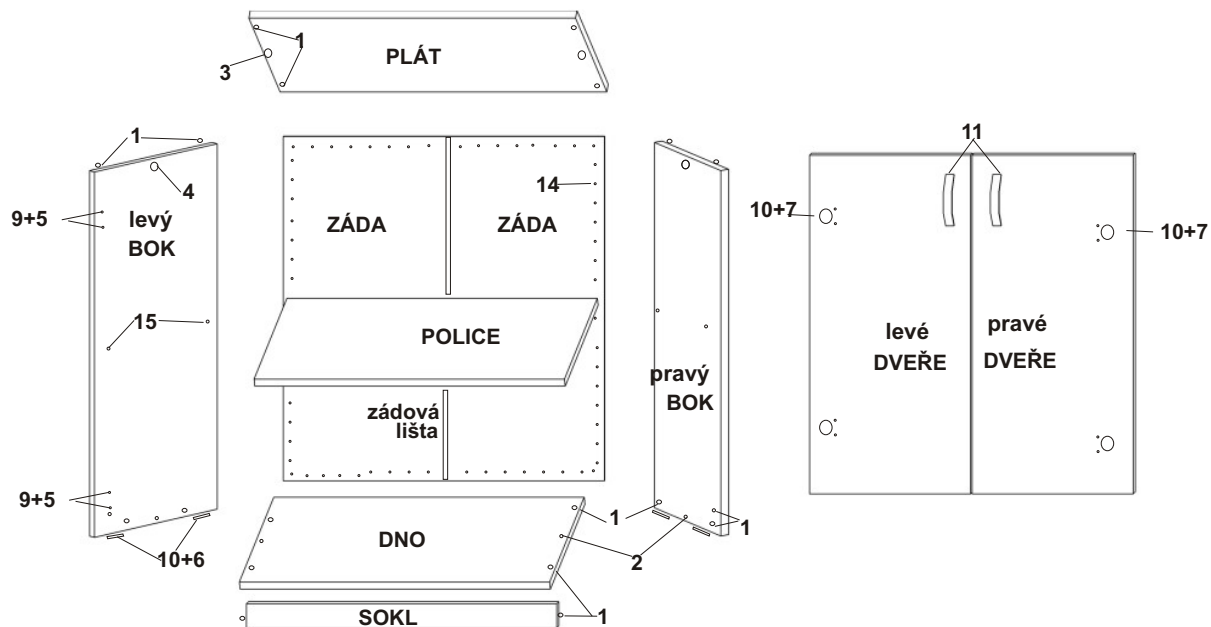 1
PLÁT
3
1
4
9+5
levý
BOK
15
9+5
10+6
14
ZÁDA
ZÁDA
POLICE
zádová
lišta
pravý
BOK
1
1
2
DNO
1
SOKL
11
10+7
10+7
levé
DVEŘE
pravé
DVEŘE